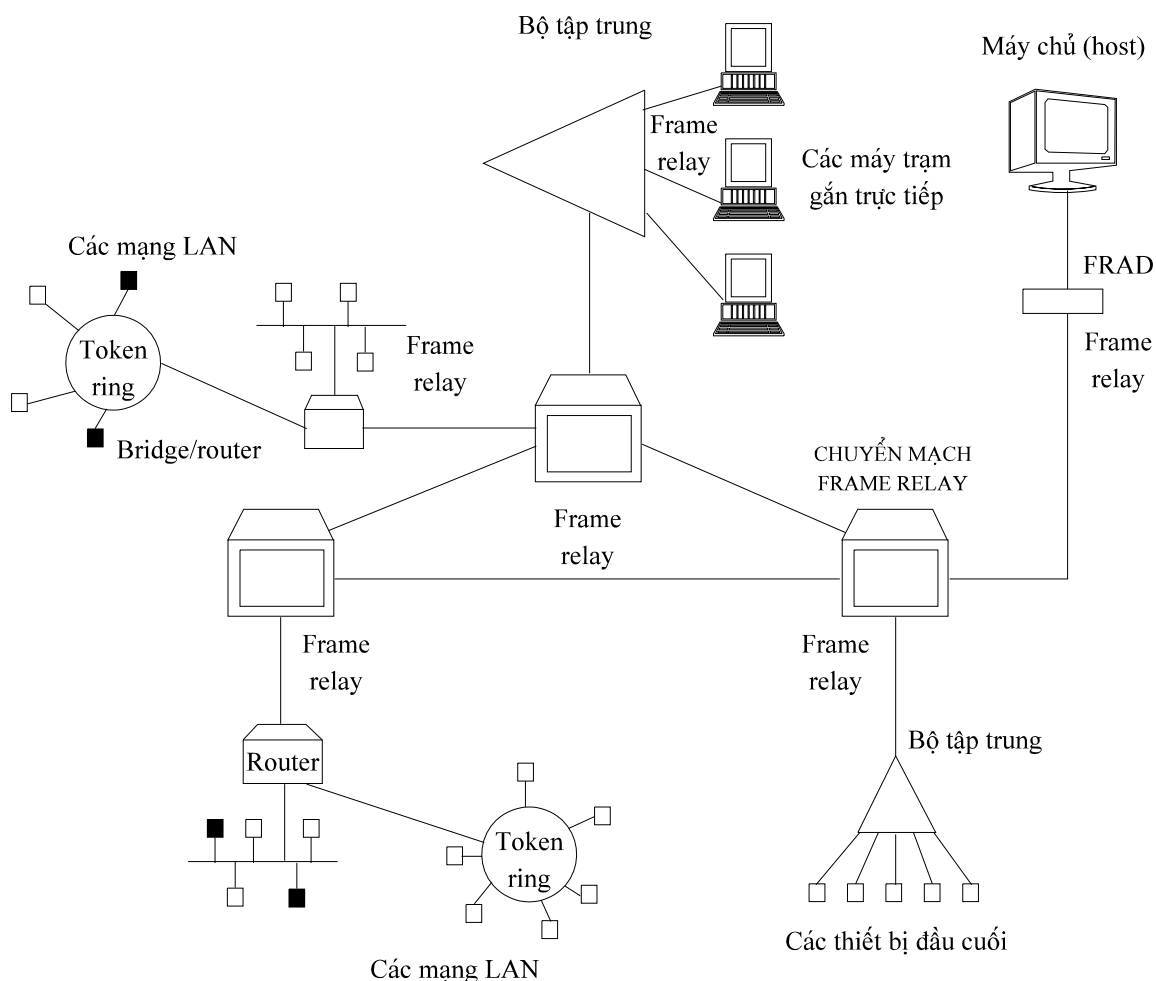 Bộ tập trung
Máy chủ (host)
Frame
relay
Các máy trạm
gắn trực tiếp
Các mạng LAN
FRAD
Token
ring
Frame
relay
Frame
relay
Bridge/router
CHUYỂN MẠCH
FRAME RELAY
Frame
relay
Frame
relay
Frame
relay
Router
Bộ tập trung
Token
ring
Các thiết bị đầu cuối
Các mạng LAN